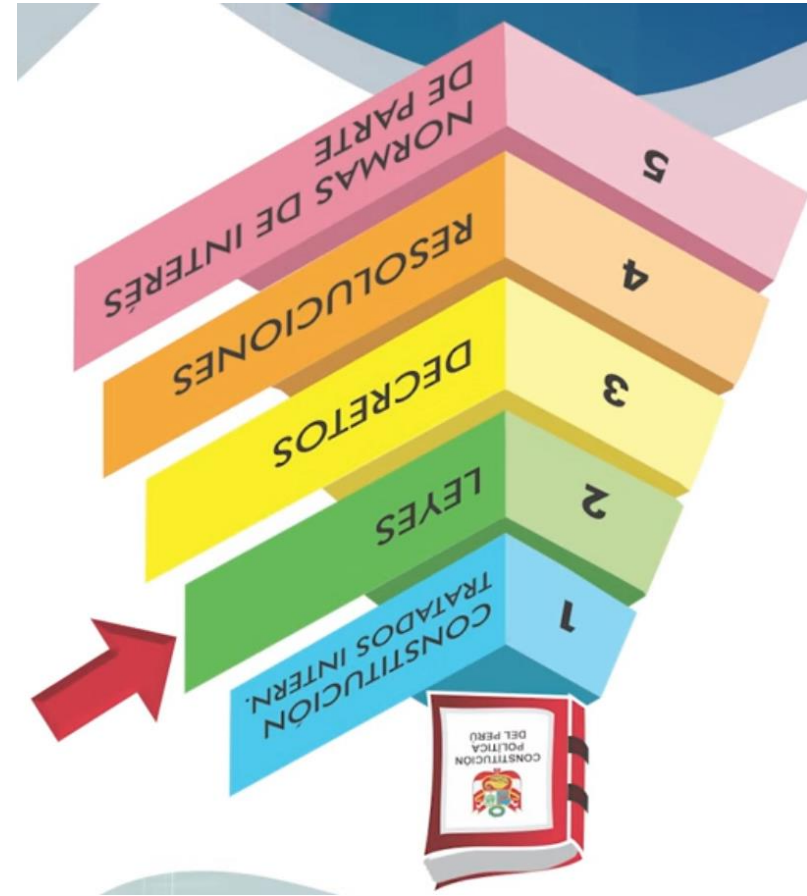 CONSTITUCIÓN
POLÍTICA
DEL PERÚ
CONSTITUCIÓN
TRATADOS INTERN.
1
LEYES
2
DECRETOS
3
RESOLUCIONES
4
NORMAS DE INTERÉS
DE PARTE
5